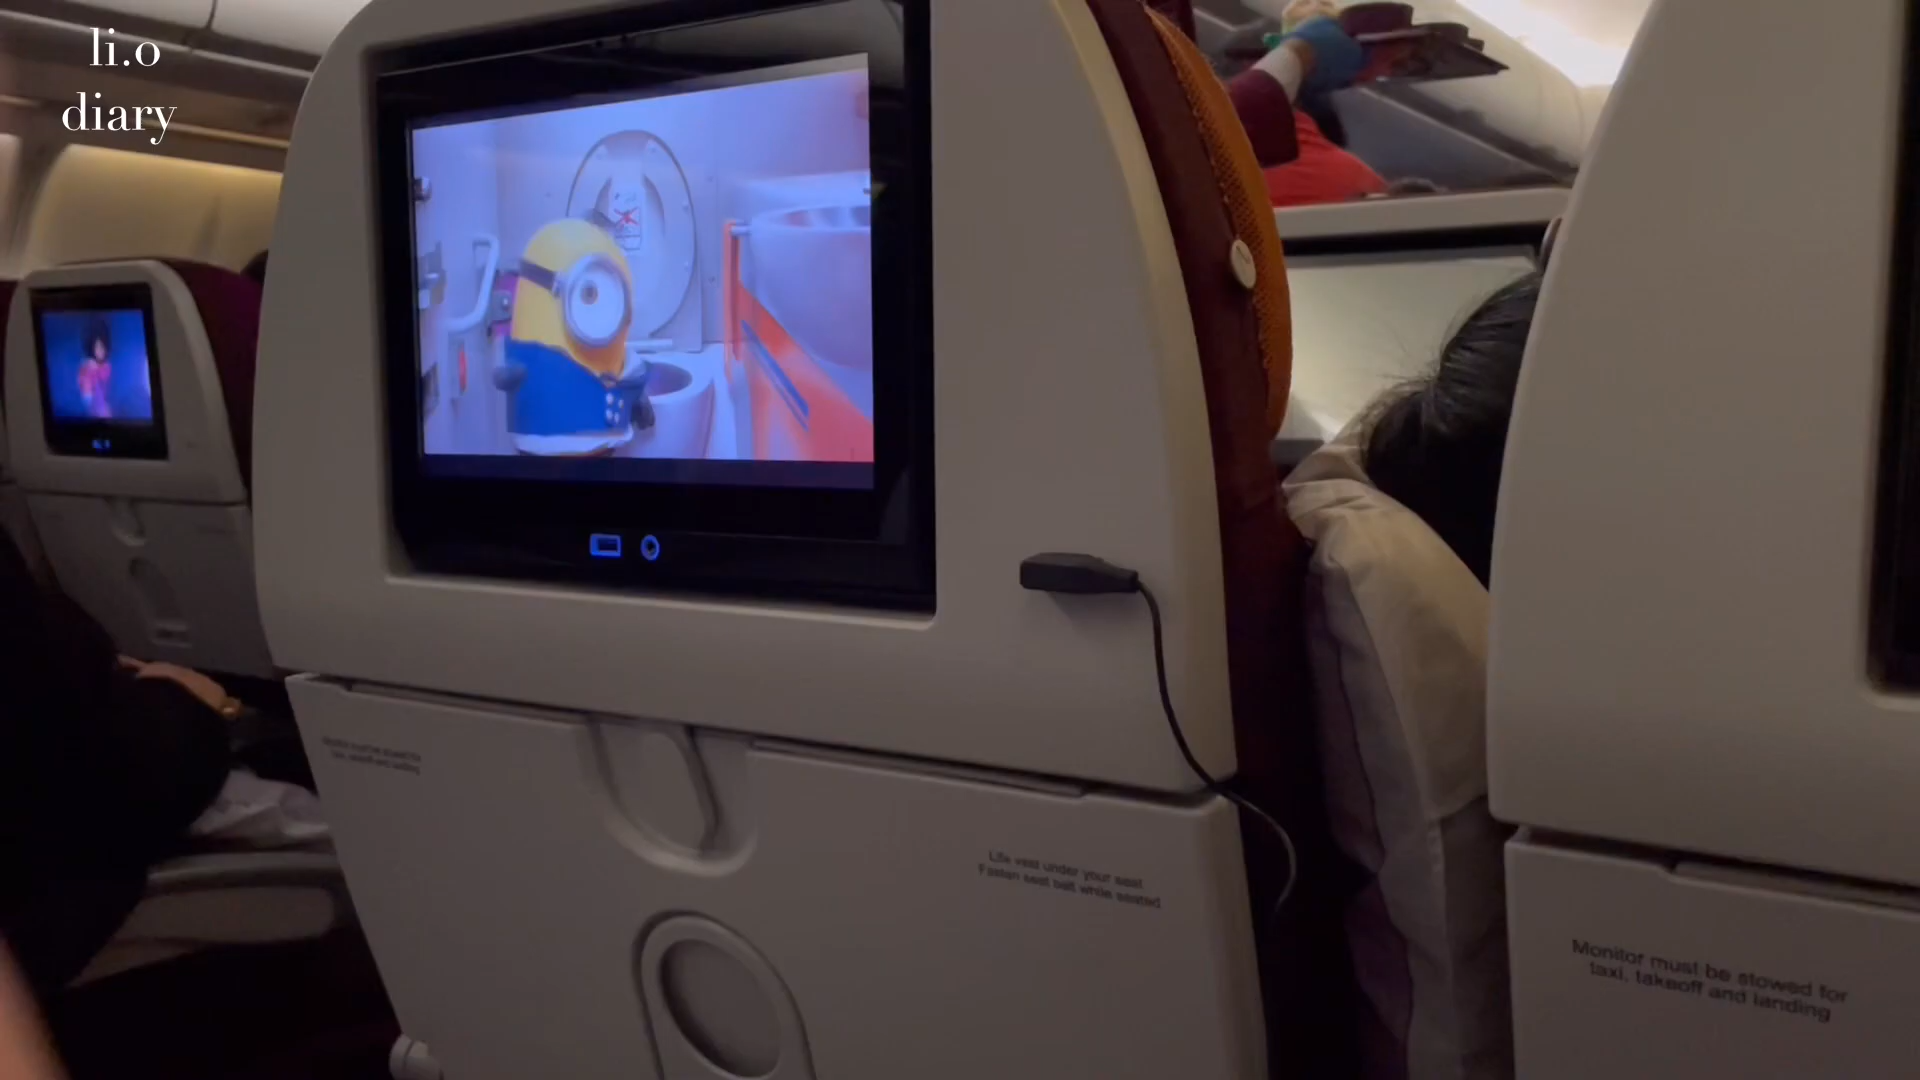 li.o
diary
Life vest under your seat
Fasten seat belt while seated
Monitor must be stowed for
taxi, takeoff and landing